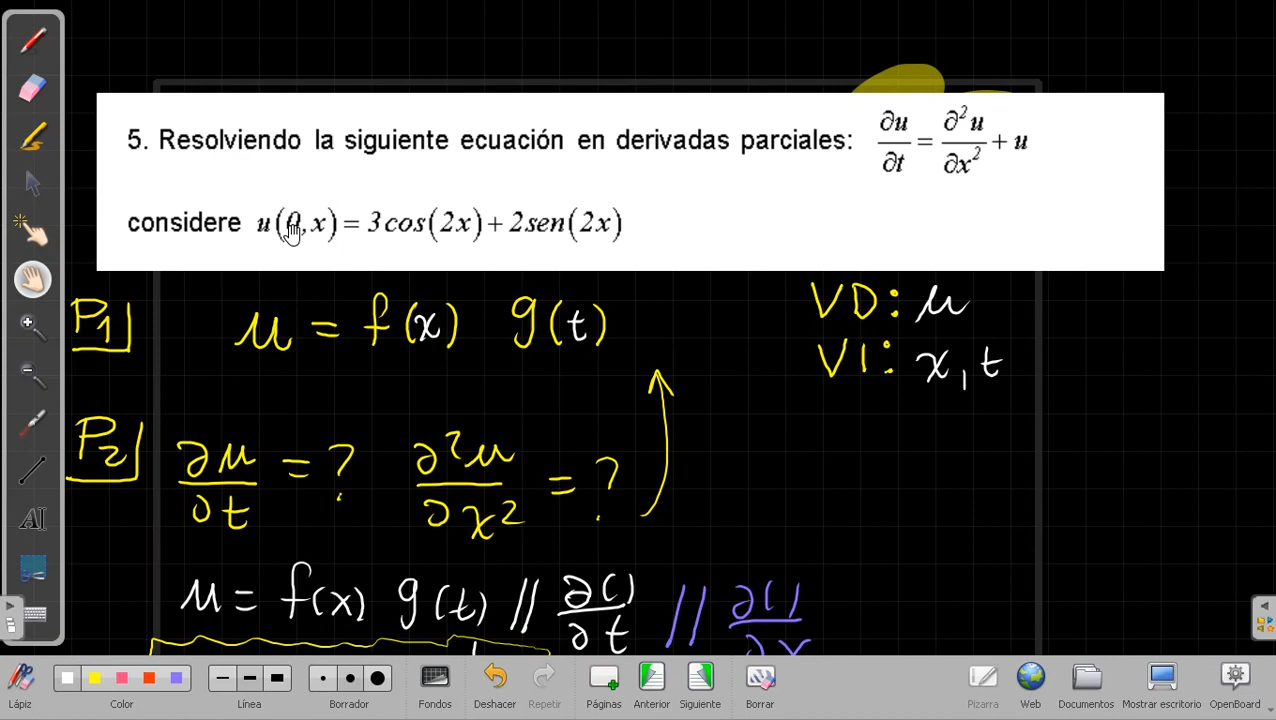 5. Resolviendo la siguiente ecuación en derivadas parciales: ∂u/∂t = ∂²u/∂x² + u
considere u(0,x) = 3cos(2x) + 2sen(2x)
P1 u = f(x) g(t)
VD: u
VI: x, t
P2 ∂u/∂t = ? ∂²u/∂x² = ?
u = f(x) g(t) // ∂()/∂t // ∂()/∂x
Lápiz Color Línea Borrador Fondos Deshacer Repetir Páginas Anterior Siguiente Borrar Pizarra Web Documentos Mostrar escritorio OpenBoard